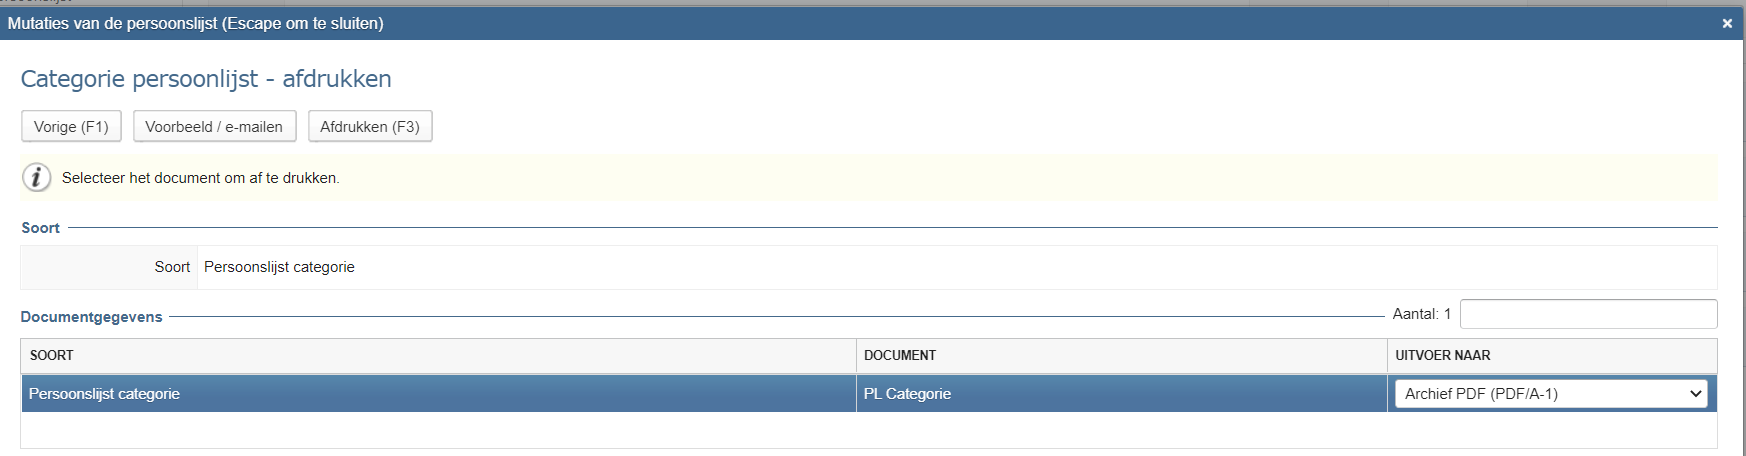 Mutaties van de persoonslijst (Escape om te sluiten)
Categorie persoonlijst - afdrukken
Vorige (F1) Voorbeeld / e-mailen Afdrukken (F3)
Selecteer het document om af te drukken.
Soort
Soort Persoonslijst categorie
Documentgegevens Aantal: 1
SOORT DOCUMENT UITVOER NAAR
Persoonslijst categorie PL Categorie Archief PDF (PDF/A-1)